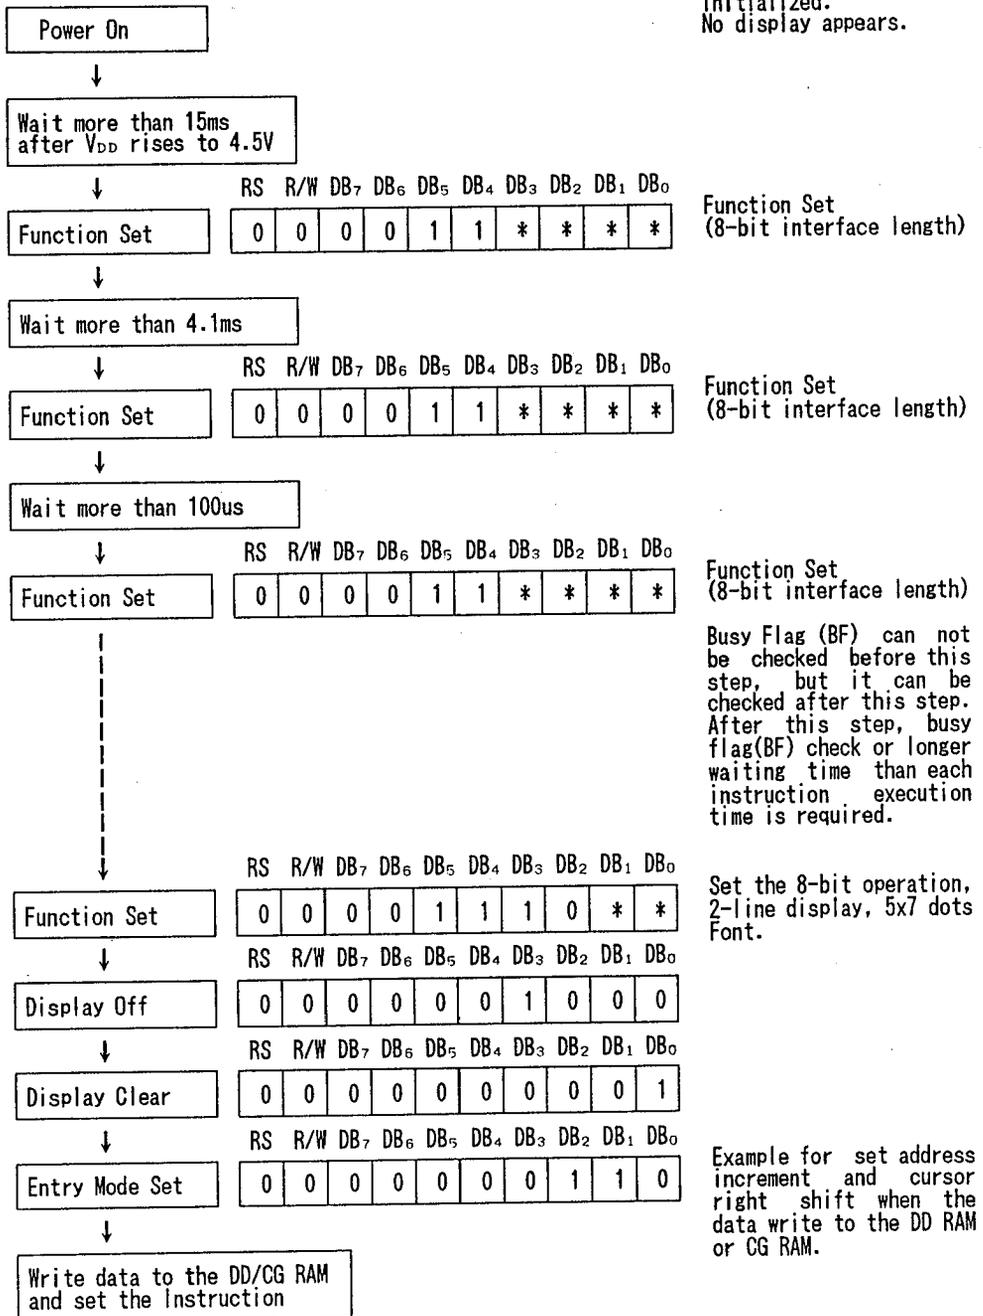 Initialized.
No display appears.
Power On
↓
Wait more than 15ms
after VDD rises to 4.5V
↓
RS R/W DB7 DB6 DB5 DB4 DB3 DB2 DB1 DB0
Function Set 0 0 0 0 1 1 * * * *
Function Set
(8-bit interface length)
↓
Wait more than 4.1ms
↓
RS R/W DB7 DB6 DB5 DB4 DB3 DB2 DB1 DB0
Function Set 0 0 0 0 1 1 * * * *
Function Set
(8-bit interface length)
↓
Wait more than 100us
↓
RS R/W DB7 DB6 DB5 DB4 DB3 DB2 DB1 DB0
Function Set 0 0 0 0 1 1 * * * *
Function Set
(8-bit interface length)
Busy Flag (BF) can not
be checked before this
step, but it can be
checked after this step.
After this step, busy
flag(BF) check or longer
waiting time than each
instruction execution
time is required.
↓
RS R/W DB7 DB6 DB5 DB4 DB3 DB2 DB1 DB0
Function Set 0 0 0 0 1 1 1 0 * *
Set the 8-bit operation,
2-line display, 5x7 dots
Font.
↓
RS R/W DB7 DB6 DB5 DB4 DB3 DB2 DB1 DB0
Display Off 0 0 0 0 0 0 1 0 0 0
↓
RS R/W DB7 DB6 DB5 DB4 DB3 DB2 DB1 DB0
Display Clear 0 0 0 0 0 0 0 0 0 1
↓
RS R/W DB7 DB6 DB5 DB4 DB3 DB2 DB1 DB0
Entry Mode Set 0 0 0 0 0 0 0 1 1 0
Example for set address
increment and cursor
right shift when the
data write to the DD RAM
or CG RAM.
↓
Write data to the DD/CG RAM
and set the Instruction